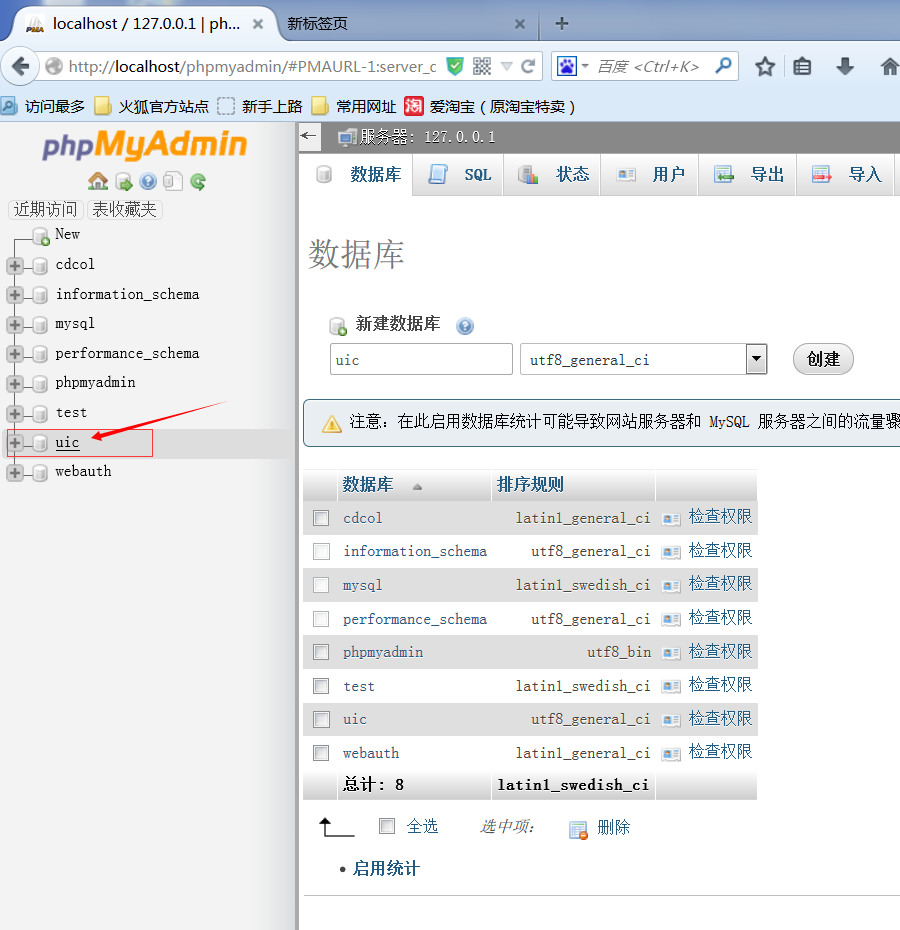 localhost / 127.0.0.1 | ph...
新标签页
http://localhost/phpmyadmin/#PMAURL-1:server_c
百度 <Ctrl+K>
访问最多 火狐官方站点 新手上路 常用网址 淘 爱淘宝（原淘宝特卖）
phpMyAdmin
近期访问 表收藏夹
New
cdcol
information_schema
mysql
performance_schema
phpmyadmin
test
uic
webauth
服务器: 127.0.0.1
数据库 SQL 状态 用户 导出 导入
数据库
新建数据库
uic utf8_general_ci 创建
注意：在此启用数据库统计可能导致网站服务器和 MySQL 服务器之间的流量骤
数据库 排序规则
cdcol latin1_general_ci 检查权限
information_schema utf8_general_ci 检查权限
mysql latin1_swedish_ci 检查权限
performance_schema utf8_general_ci 检查权限
phpmyadmin utf8_bin 检查权限
test latin1_swedish_ci 检查权限
uic utf8_general_ci 检查权限
webauth latin1_general_ci 检查权限
总计: 8 latin1_swedish_ci
全选 选中项: 删除
• 启用统计